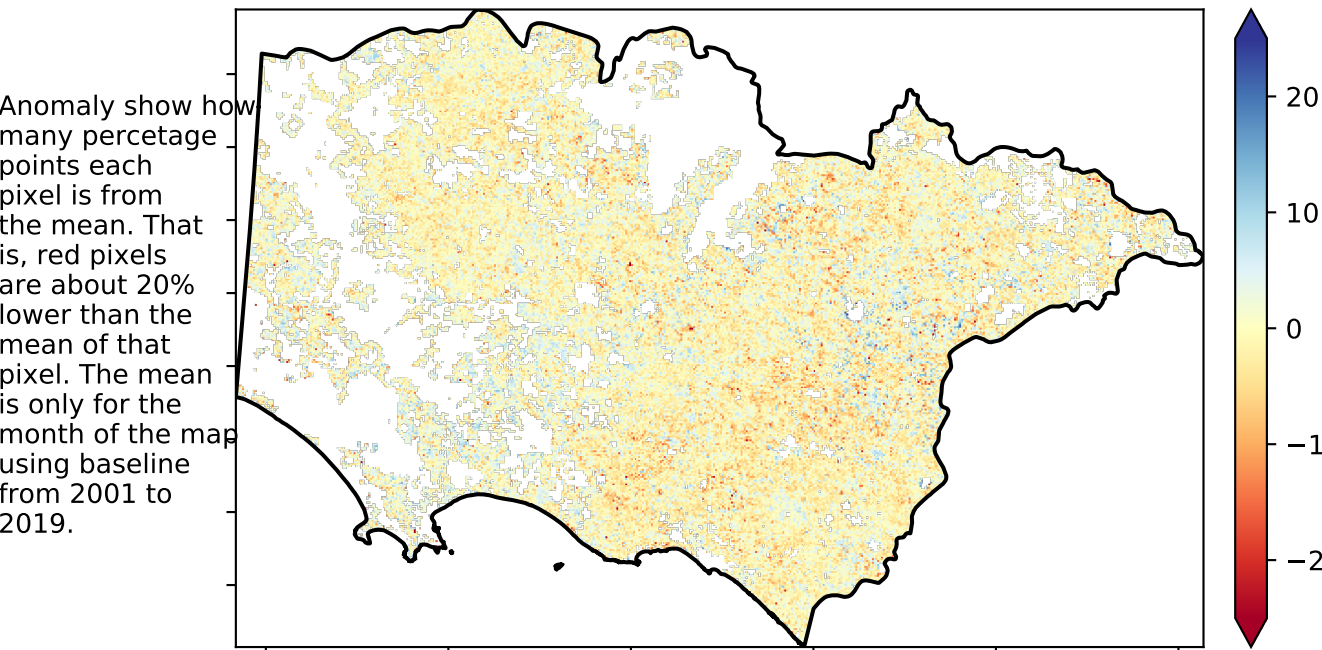 Anomaly show how
many percetage
points each
pixel is from
the mean. That
is, red pixels
are about 20%
lower than the
mean of that
pixel. The mean
is only for the
month of the map
using baseline
from 2001 to
2019.
20
10
0
−1
−2